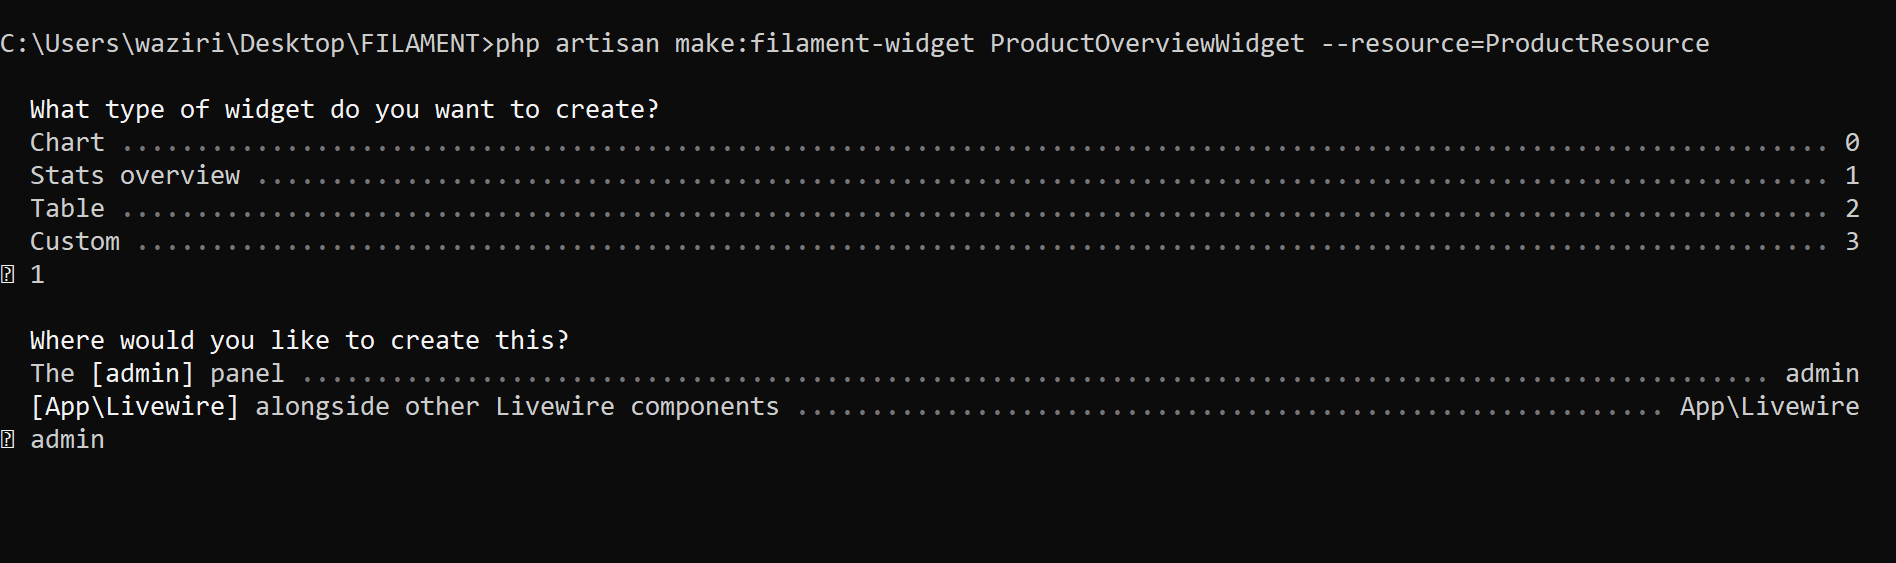 C:\Users\waziri\Desktop\FILAMENT>php artisan make:filament-widget ProductOverviewWidget --resource=ProductResource
What type of widget do you want to create?
Chart .................................................................................................................. 0
Stats overview ......................................................................................................... 1
Table .................................................................................................................. 2
Custom ................................................................................................................. 3
⍰ 1
Where would you like to create this?
The [admin] panel .................................................................................................. admin
[App\Livewire] alongside other Livewire components .......................................................... App\Livewire
⍰ admin